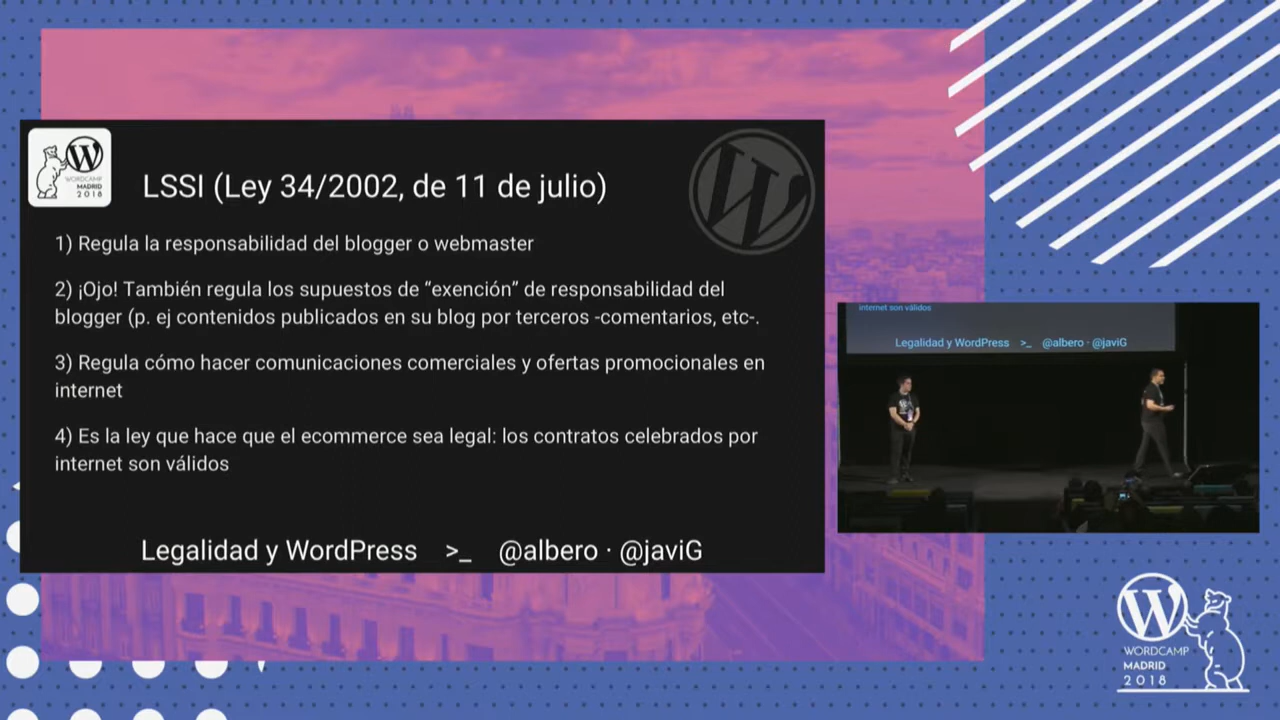 WORDCAMP
MADRID
2018
LSSI (Ley 34/2002, de 11 de julio)
1) Regula la responsabilidad del blogger o webmaster
2) ¡Ojo! También regula los supuestos de “exención” de responsabilidad del
blogger (p. ej contenidos publicados en su blog por terceros -comentarios, etc-.
3) Regula cómo hacer comunicaciones comerciales y ofertas promocionales en
internet
4) Es la ley que hace que el ecommerce sea legal: los contratos celebrados por
internet son válidos
Legalidad y WordPress >_ @albero · @javiG
internet son válidos
Legalidad y WordPress >_ @albero · @javiG
WORDCAMP
MADRID
2018